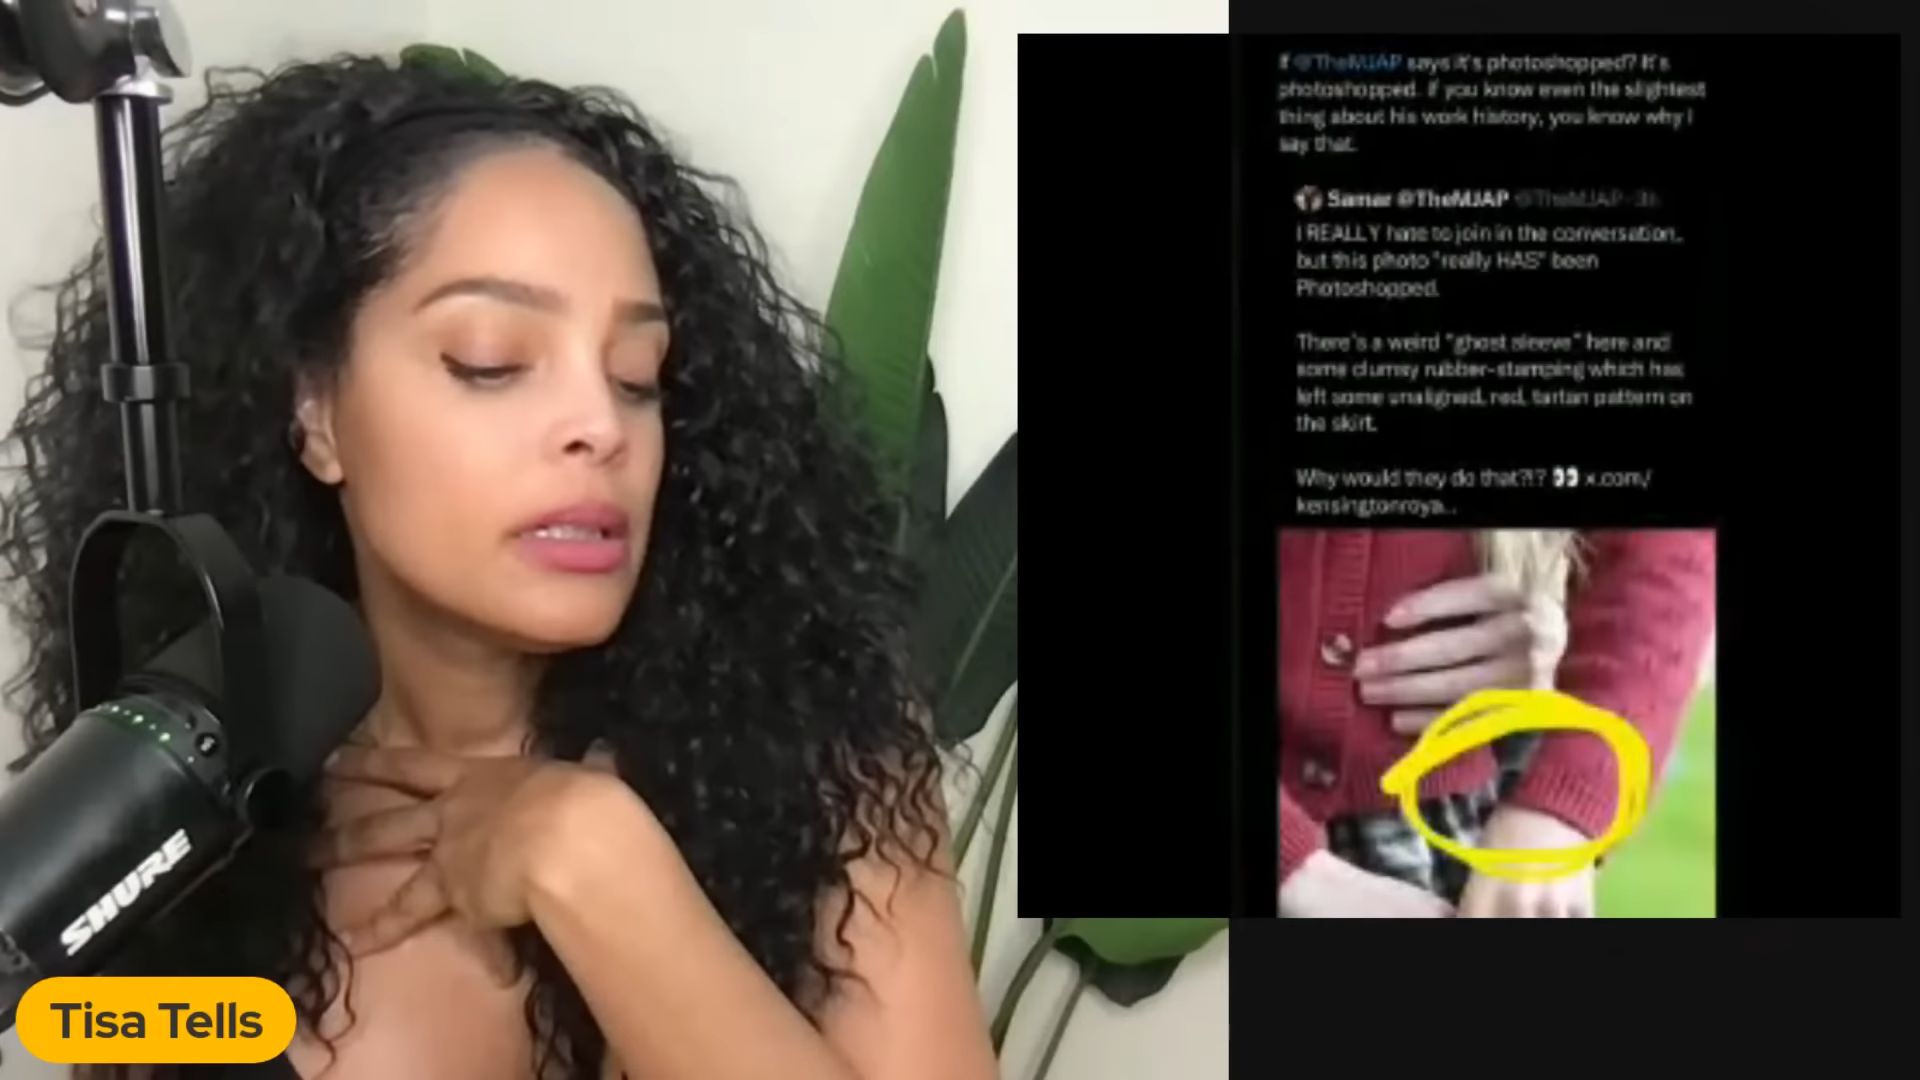 If @TheMJAP says it's photoshopped? It's
photoshopped. If you know even the slightest
thing about his work history, you know why I
say that.
Samar @TheMJAP @TheMJAP · 3h
I REALLY hate to join in the conversation,
but this photo "really HAS" been
Photoshopped.
There's a weird "ghost sleeve" here and
some clumsy rubber-stamping which has
left some unaligned, red, tartan pattern on
the skirt.
Why would they do that?!? 👀 x.com/
kensingtonroya...
SHURE
Tisa Tells